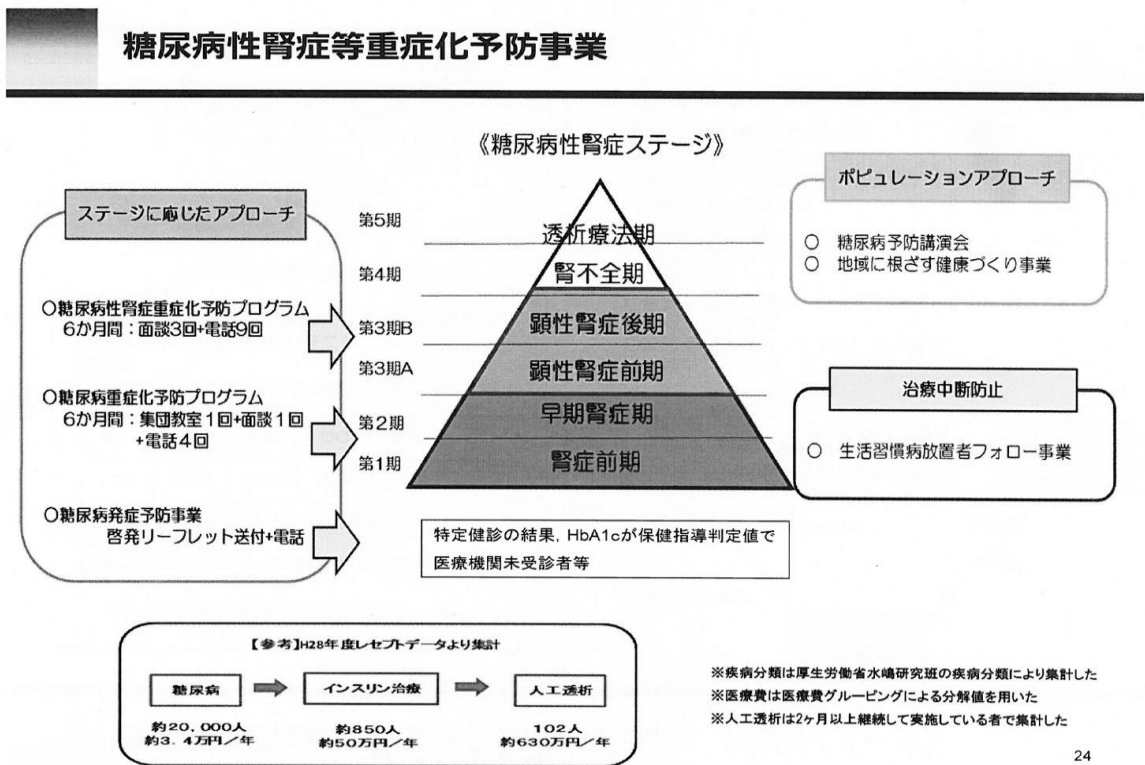 糖尿病性腎症等重症化予防事業
《糖尿病性腎症ステージ》
ステージに応じたアプローチ
〇糖尿病性腎症重症化予防プログラム
6か月間：面談3回+電話9回
〇糖尿病重症化予防プログラム
6か月間：集団教室１回+面談１回
+電話４回
〇糖尿病発症予防事業
啓発リーフレット送付+電話
第5期
透析療法期
第4期
腎不全期
第3期B
顕性腎症後期
第3期A
顕性腎症前期
第2期
早期腎症期
第1期
腎症前期
特定健診の結果，HbA1cが保健指導判定値で
医療機関未受診者等
ポピュレーションアプローチ
〇　糖尿病予防講演会
〇　地域に根ざす健康づくり事業
治療中断防止
〇　生活習慣病放置者フォロー事業
【参考】H28年度レセプトデータより集計
糖尿病
インスリン治療
人工透析
約20，000人
約3．4万円／年
約850人
約50万円／年
102人
約630万円／年
※疾病分類は厚生労働省水嶋研究班の疾病分類により集計した
※医療費は医療費グルーピングによる分解値を用いた
※人工透析は2ヶ月以上継続して実施している者で集計した
24